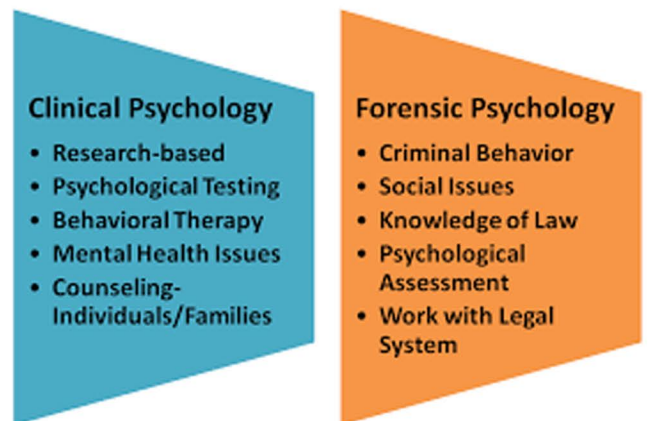 Clinical Psychology
• Research-based
• Psychological Testing
• Behavioral Therapy
• Mental Health Issues
• Counseling-
Individuals/Families
Forensic Psychology
• Criminal Behavior
• Social Issues
• Knowledge of Law
• Psychological
Assessment
• Work with Legal
System